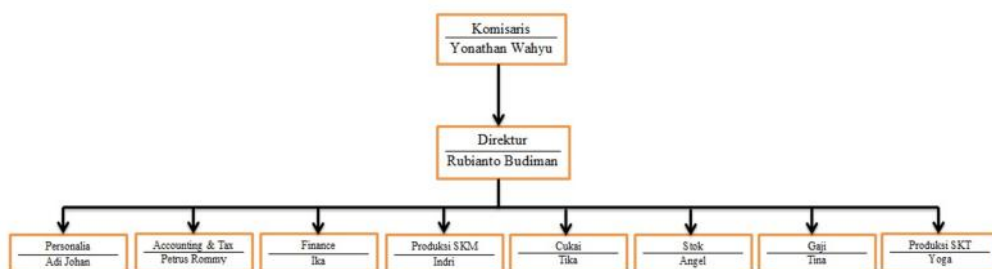 Komisaris
Yonathan Wahyu
Direktur
Rubianto Budiman
Personalia
Adi Johan
Accounting & Tax
Petrus Rommy
Finance
Ika
Produksi SKM
Indri
Cukai
Tika
Stok
Angel
Gaji
Tina
Produksi SKT
Yoga